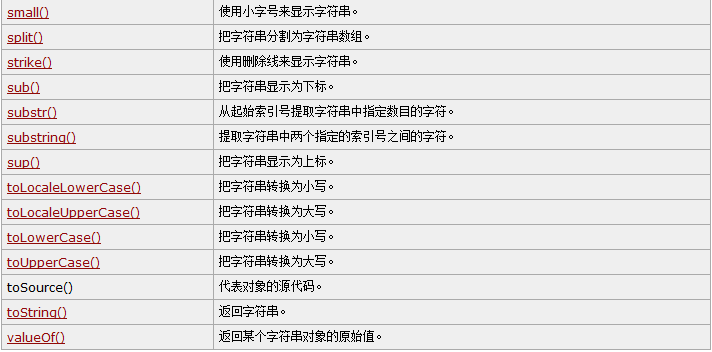 small() 使用小字号来显示字符串。
split() 把字符串分割为字符串数组。
strike() 使用删除线来显示字符串。
sub() 把字符串显示为下标。
substr() 从起始索引号提取字符串中指定数目的字符。
substring() 提取字符串中两个指定的索引号之间的字符。
sup() 把字符串显示为上标。
toLocaleLowerCase() 把字符串转换为小写。
toLocaleUpperCase() 把字符串转换为大写。
toLowerCase() 把字符串转换为小写。
toUpperCase() 把字符串转换为大写。
toSource() 代表对象的源代码。
toString() 返回字符串。
valueOf() 返回某个字符串对象的原始值。